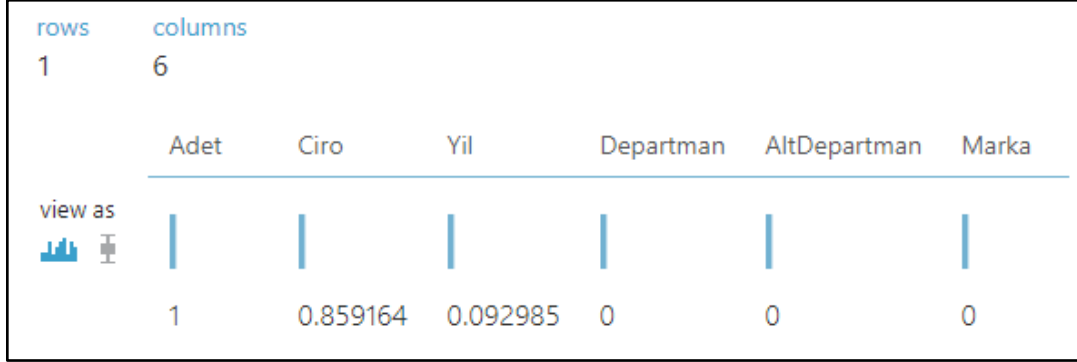 rows columns
1 6
Adet Ciro Yil Departman AltDepartman Marka
view as
1 0.859164 0.092985 0 0 0